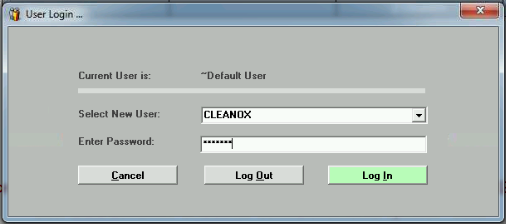 User Login ...
Current User is: ~Default User
Select New User: CLEANOX
Enter Password: *******
Cancel Log Out Log In